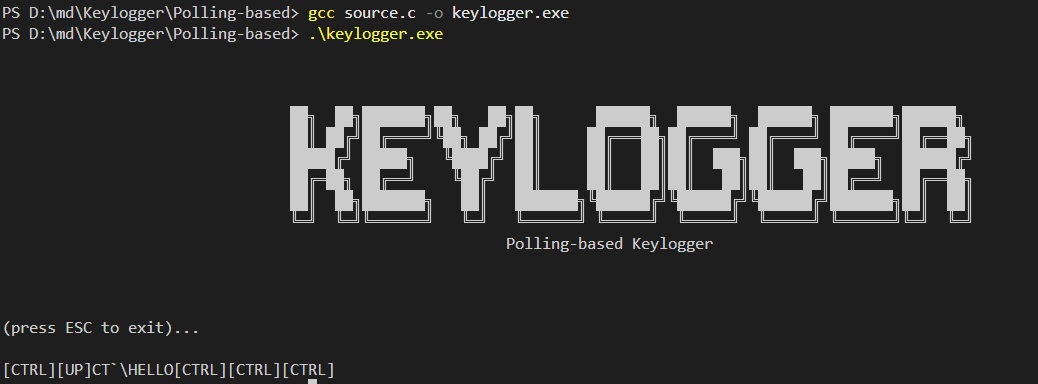 PS D:\md\Keylogger\Polling-based> gcc source.c -o keylogger.exe
PS D:\md\Keylogger\Polling-based> .\keylogger.exe
KEYLOGGER
Polling-based Keylogger
(press ESC to exit)...
[CTRL][UP]CT`\HELLO[CTRL][CTRL][CTRL]